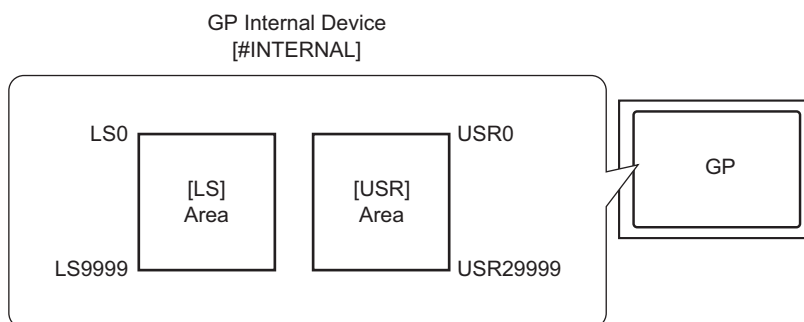 GP Internal Device
[#INTERNAL]
LS0
USR0
[LS]
Area
[USR]
Area
GP
LS9999
USR29999